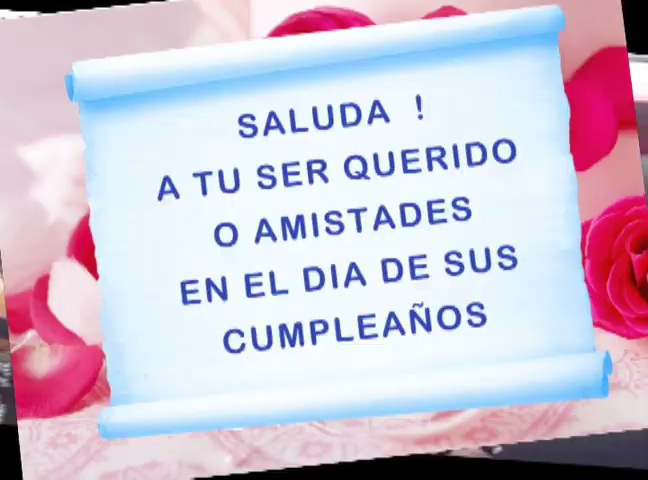 SALUDA !
A TU SER QUERIDO
O AMISTADES
EN EL DIA DE SUS
CUMPLEAÑOS